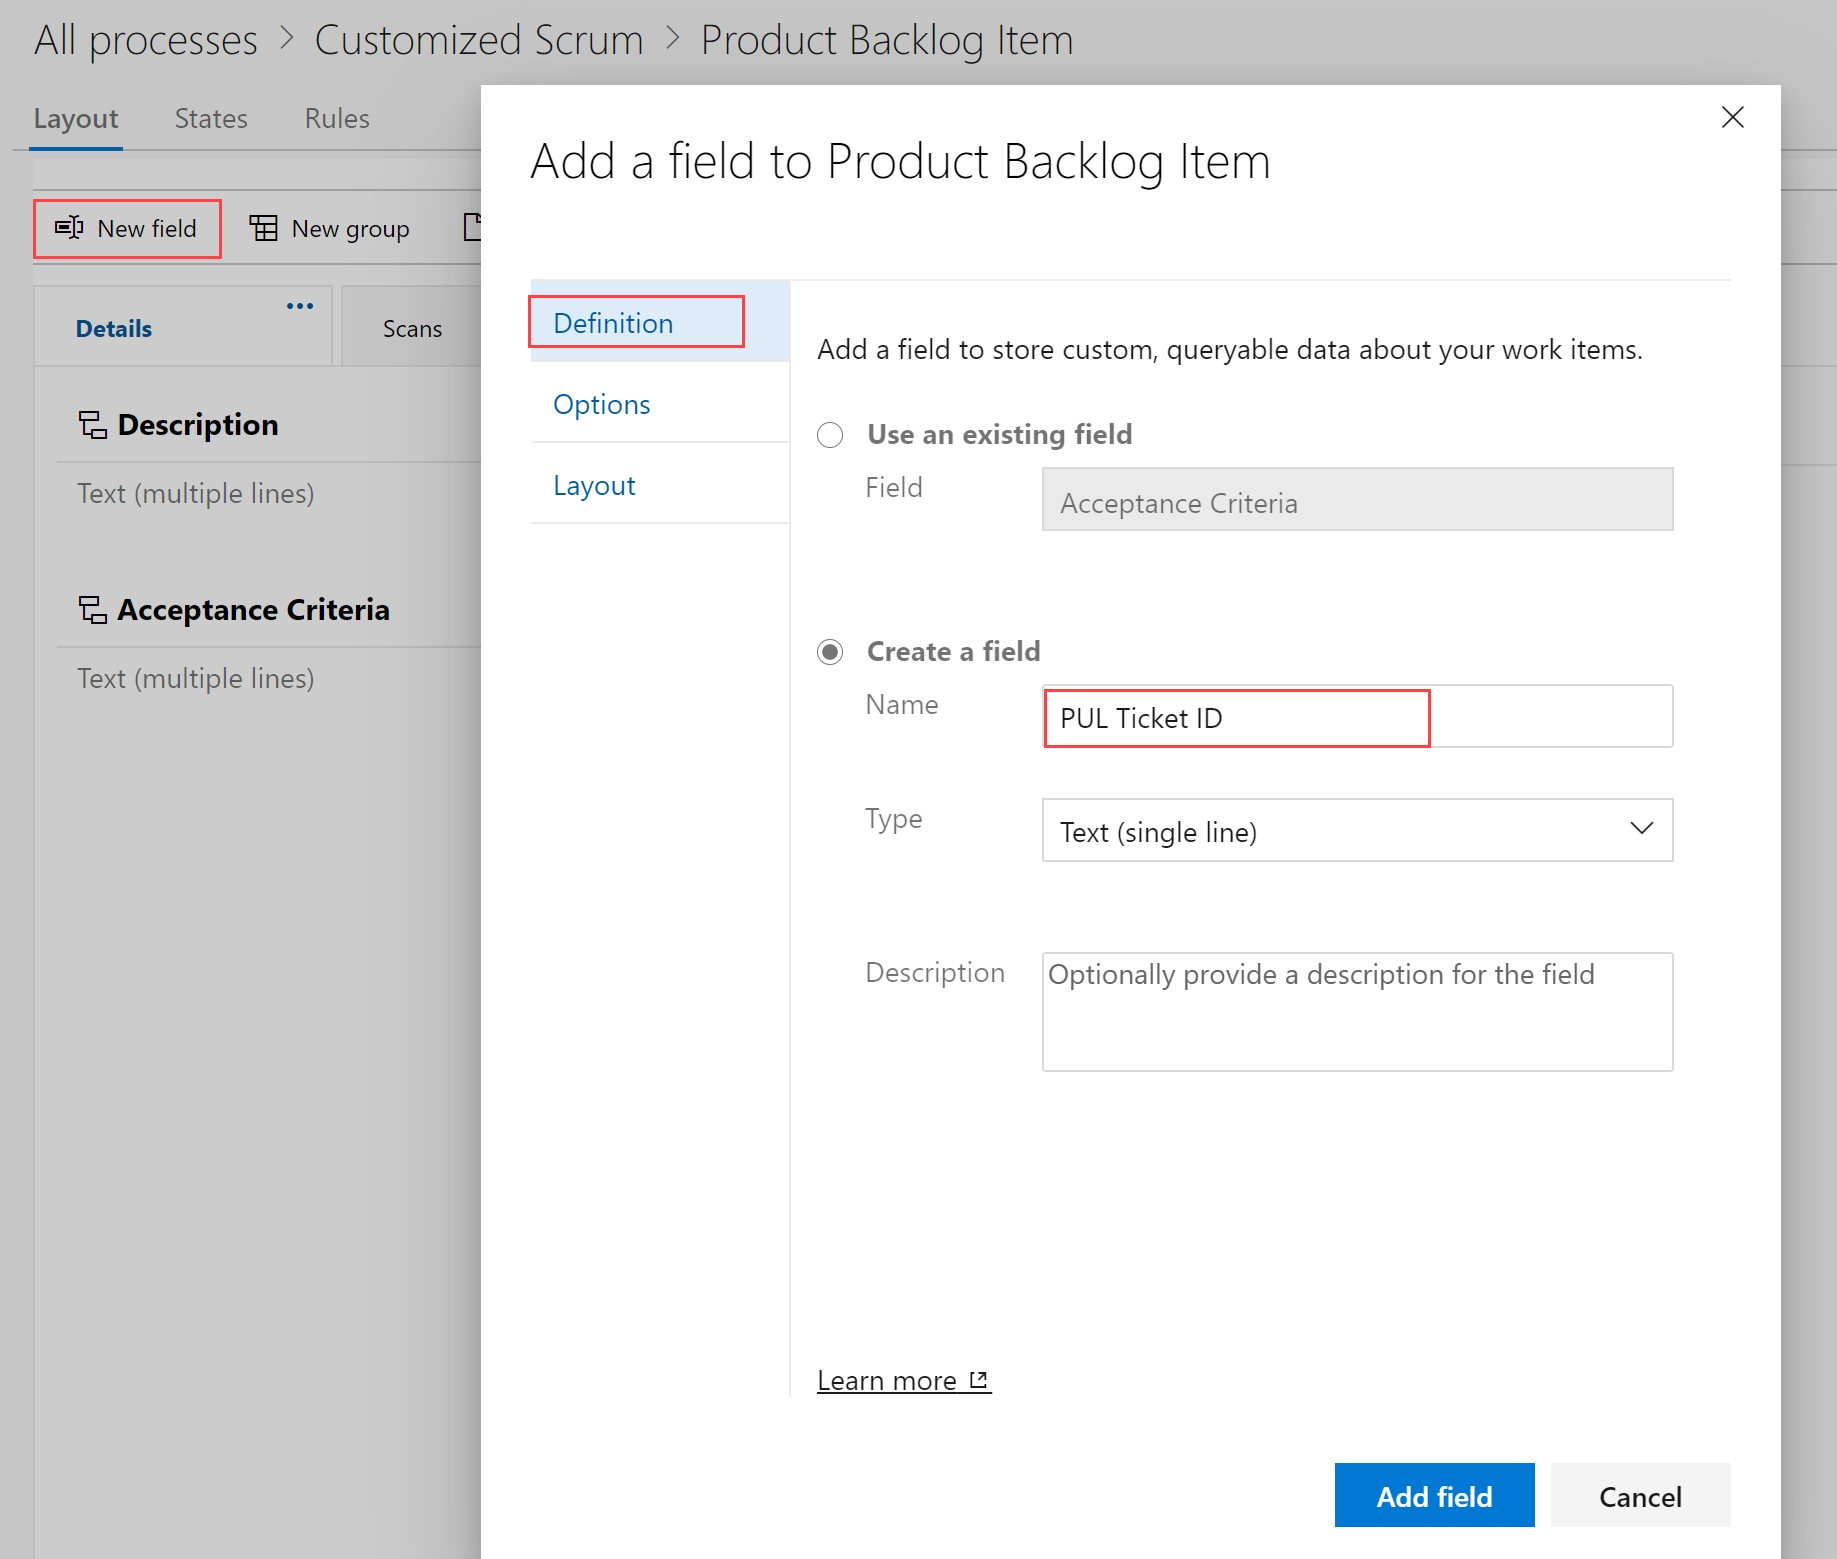 All processes > Customized Scrum > Product Backlog Item
Layout States Rules
New field New group
Details ••• Scans
Description
Text (multiple lines)
Acceptance Criteria
Text (multiple lines)
Add a field to Product Backlog Item
Definition
Options
Layout
Add a field to store custom, queryable data about your work items.
Use an existing field
Field Acceptance Criteria
Create a field
Name PUL Ticket ID
Type Text (single line)
Description Optionally provide a description for the field
Learn more
Add field Cancel